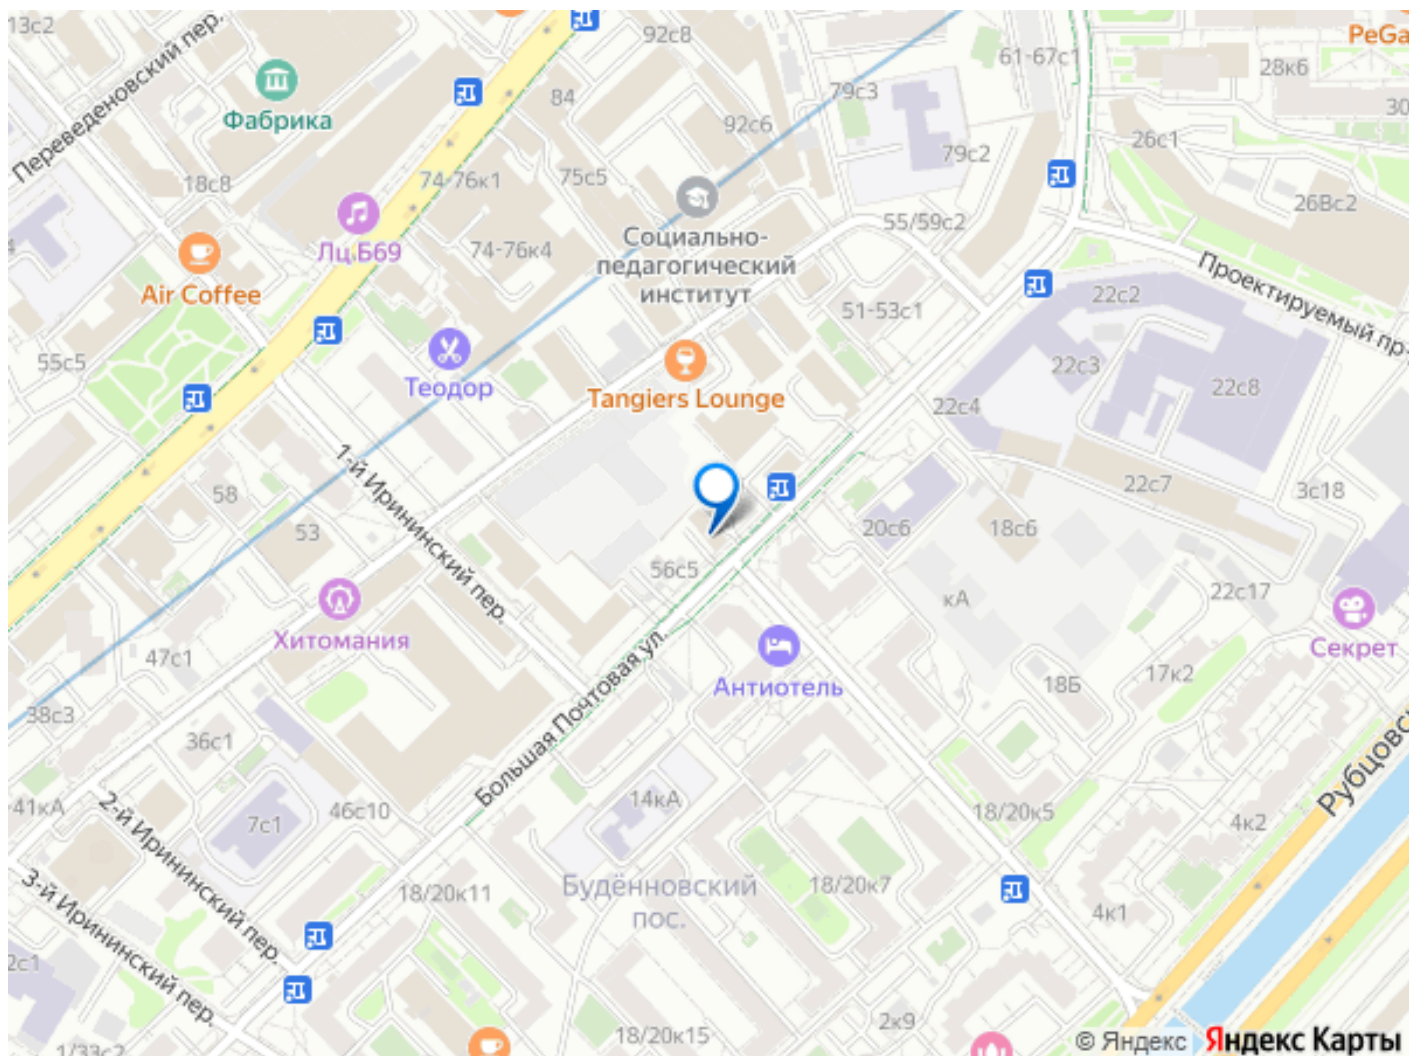 13с2
92с8
61-67с1
РеGa
28к6
Переведеновский пер.
Фабрика
84
79с3
30
92с6
26с1
79с2
18с8
74-76к1
75с5
26Вс2
55/59с2
Лц Б69
74-76к4
Социально-
педагогический
институт
Проектируемый пр-
Air Coffee
22с2
51-53с1
55с5
22с3
Теодор
22с8
Tangiers Lounge
22с4
1-й Ирининский пер.
58
22с7
3с18
53
20с6
18с6
56с5
кА
22с17
Хитомания
Секрет
47с1
Антиотель
17к2
18Б
38с3
36с1
Большая Почтовая ул.
Рубцовск
41кА
2-й Ирининский пер.
7с1
46с10
14кА
18/20к5
4к2
3-й Ирининский пер.
18/20к11
Будённовский
пос.
18/20к7
4к1
2с1
2к9
18/20к15
1/33с2
© Яндекс Яндекс Карты